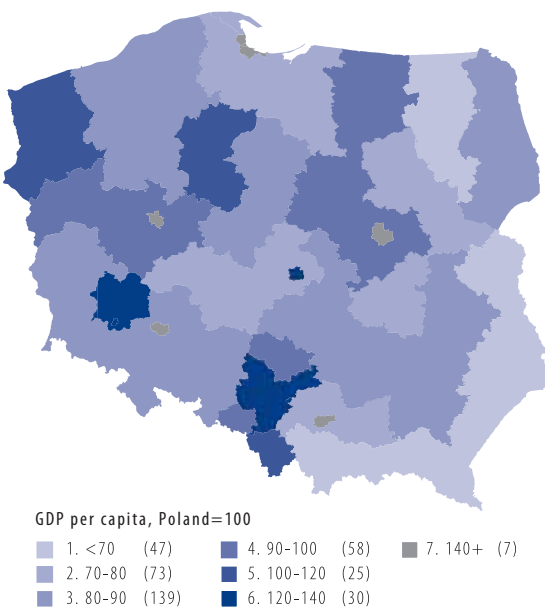 GDP per capita, Poland=100
1. <70 (47) 4. 90-100 (58) 7. 140+ (7)
2. 70-80 (73) 5. 100-120 (25)
3. 80-90 (139) 6. 120-140 (30)